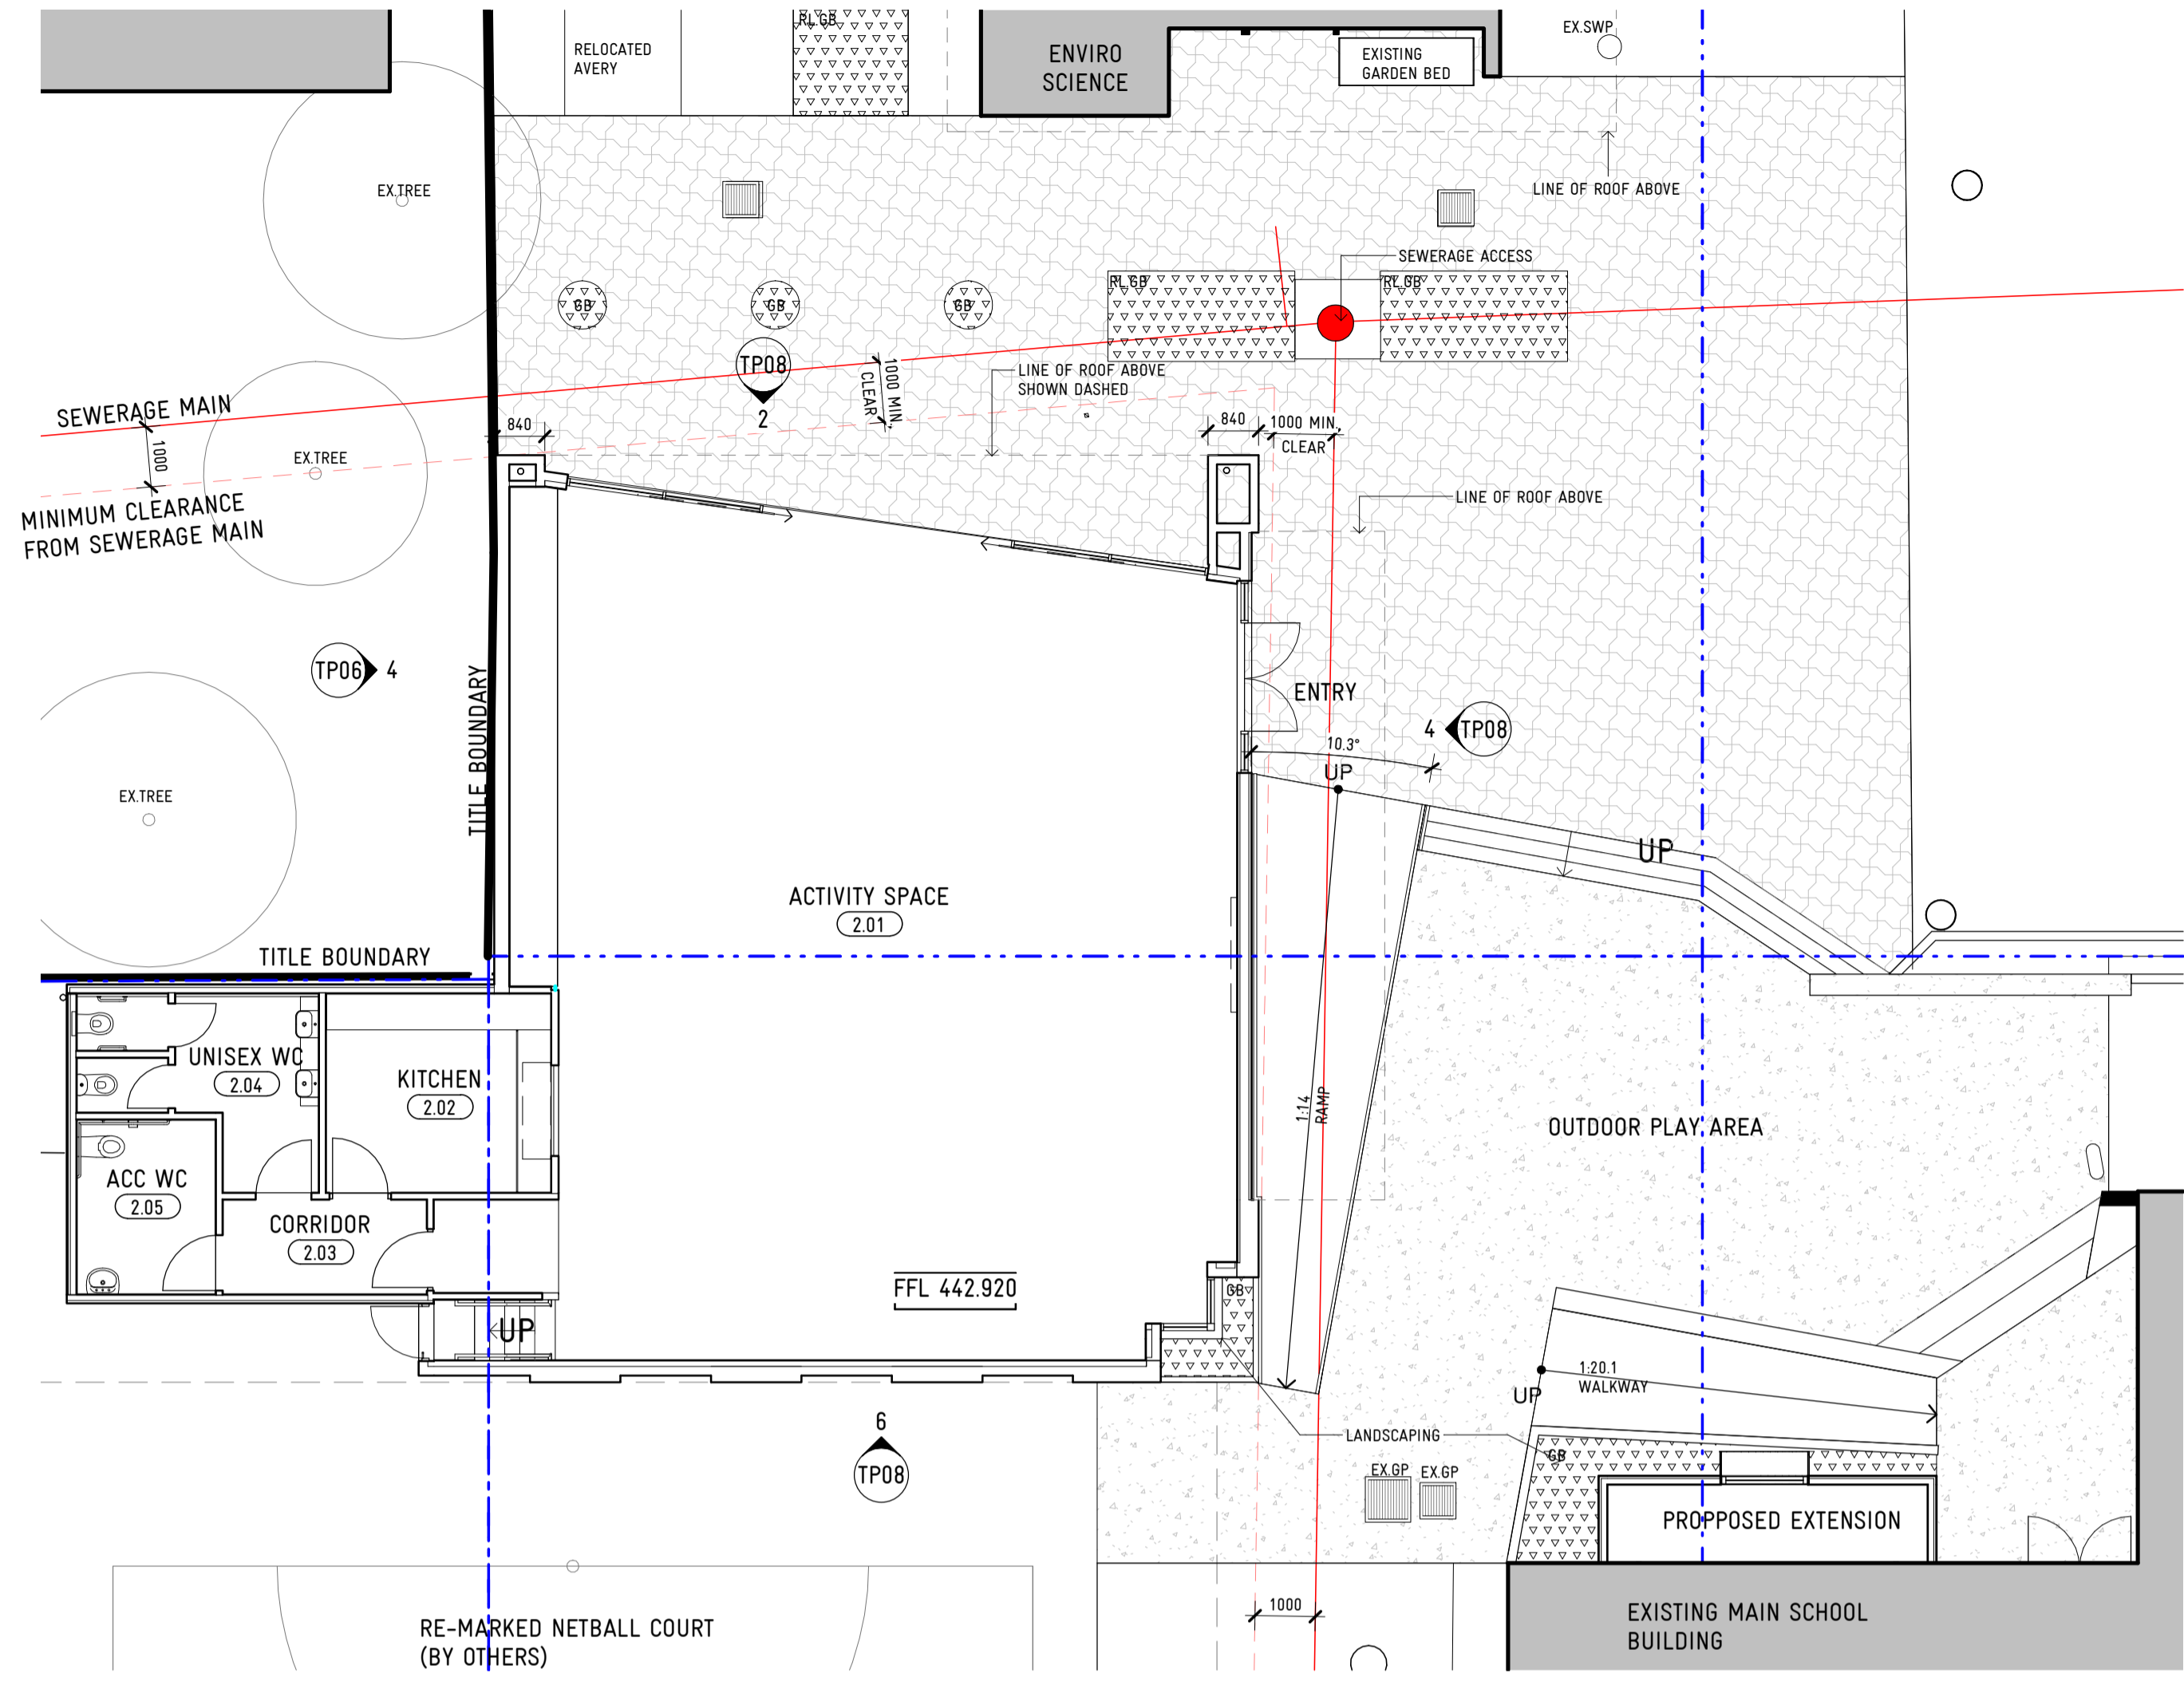 RL.GB
RELOCATED
AVERY
ENVIRO
SCIENCE
EXISTING
GARDEN BED
EX.SWP
EX.TREE
LINE OF ROOF ABOVE
SEWERAGE ACCESS
RL.GB
RL.GB
GB
GB
GB
TP08
2
1000 MIN.,
CLEAR
LINE OF ROOF ABOVE
SHOWN DASHED
SEWERAGE MAIN
1000
840
840
1000 MIN.,
CLEAR
EX.TREE
MINIMUM CLEARANCE
FROM SEWERAGE MAIN
LINE OF ROOF ABOVE
TP06
4
TITLE BOUNDARY
ENTRY
4
TP08
10.3°
UP
EX.TREE
UP
ACTIVITY SPACE
2.01
TITLE BOUNDARY
UNISEX WC
2.04
KITCHEN
2.02
1:14
RAMP
OUTDOOR PLAY AREA
ACC WC
2.05
CORRIDOR
2.03
FFL 442.920
GB
UP
1:20.1
WALKWAY
UP
6
TP08
LANDSCAPING
GB
EX.GP
EX.GP
PROPPOSED EXTENSION
1000
RE-MARKED NETBALL COURT
(BY OTHERS)
EXISTING MAIN SCHOOL
BUILDING